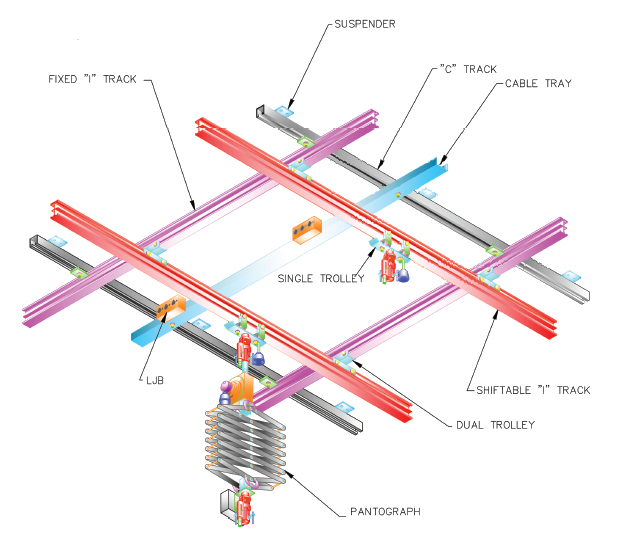 SUSPENDER
FIXED "I" TRACK
"C" TRACK
CABLE TRAY
SINGLE TROLLEY
LJB
SHIFTABLE "I" TRACK
DUAL TROLLEY
PANTOGRAPH